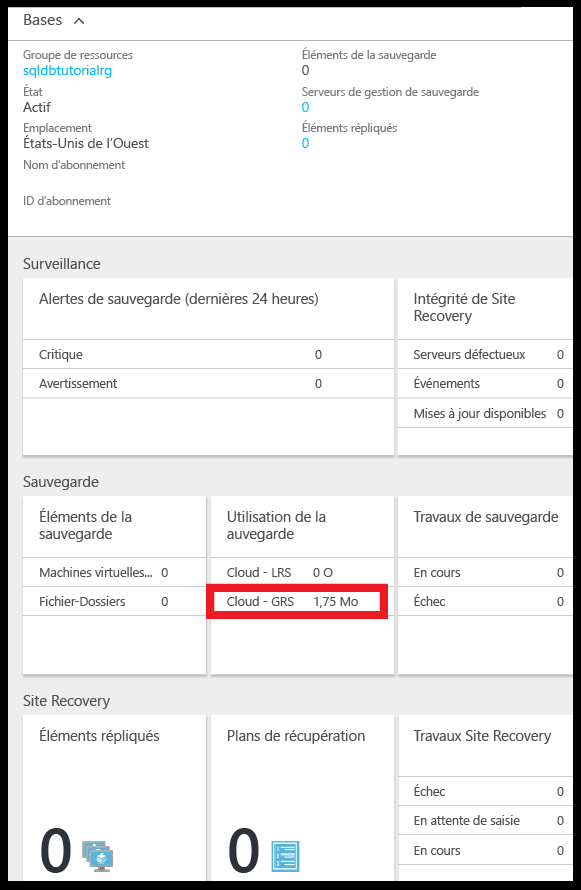 Bases
Groupe de ressources
sqldbtutorialrg
État
Actif
Emplacement
États-Unis de l'Ouest
Nom d'abonnement
ID d'abonnement
Éléments de la sauvegarde
0
Serveurs de gestion de sauvegarde
0
Éléments répliqués
0
Surveillance
Alertes de sauvegarde (dernières 24 heures)
Critique 0
Avertissement 0
Intégrité de Site
Recovery
Serveurs défectueux 0
Événements 0
Mises à jour disponibles 0
Sauvegarde
Éléments de la
sauvegarde
Machines virtuelles... 0
Fichier-Dossiers 0
Utilisation de la
auvegarde
Cloud - LRS 0 O
Cloud - GRS 1,75 Mo
Travaux de sauvegarde
En cours 0
Échec 0
Site Recovery
Éléments répliqués
0
Plans de récupération
0
Travaux Site Recovery
Échec 0
En attente de saisie 0
En cours 0